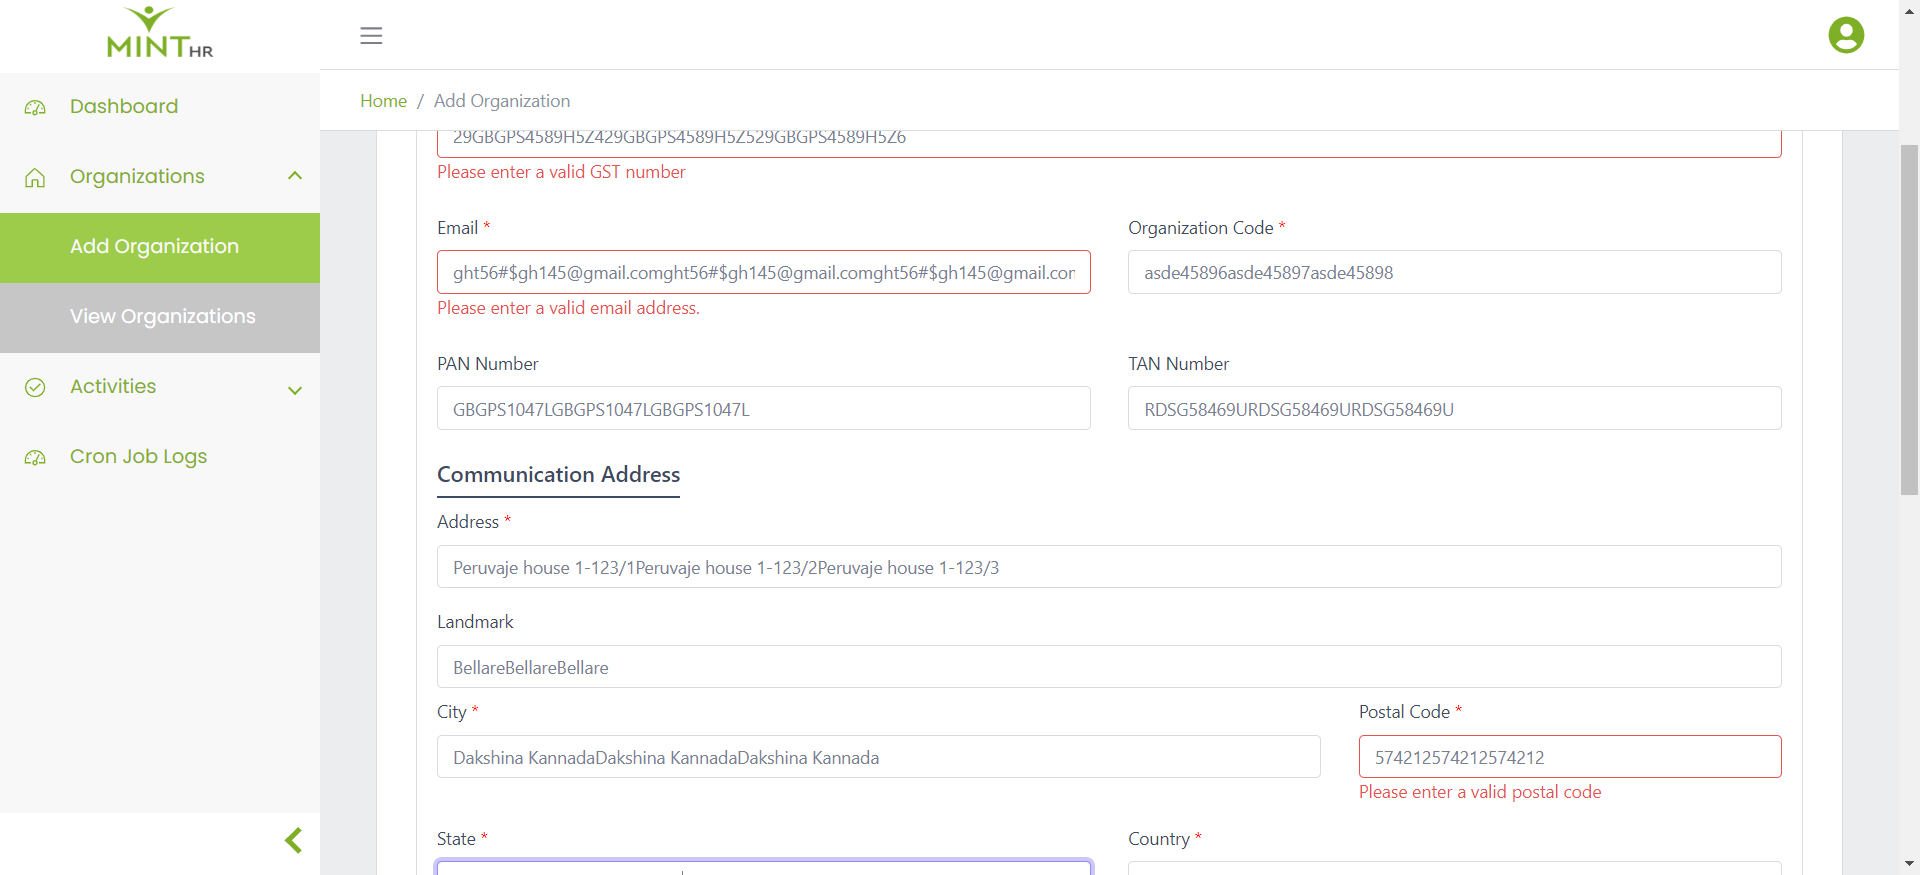 MINT HR
Dashboard
Organizations
Add Organization
View Organizations
Activities
Cron Job Logs
Home / Add Organization
29GBGPS4589H5Z429GBGPS4589H5Z529GBGPS4589H5Z6
Please enter a valid GST number
Email * Organization Code *
ght56#$gh145@gmail.comght56#$gh145@gmail.comght56#$gh145@gmail.com asde45896asde45897asde45898
Please enter a valid email address.
PAN Number TAN Number
GBGPS1047LGBGPS1047LGBGPS1047L RDSG58469URDSG58469URDSG58469U
Communication Address
Address *
Peruvaje house 1-123/1Peruvaje house 1-123/2Peruvaje house 1-123/3
Landmark
BellareBellareBellare
City * Postal Code *
Dakshina KannadaDakshina KannadaDakshina Kannada 574212574212574212
Please enter a valid postal code
State * Country *